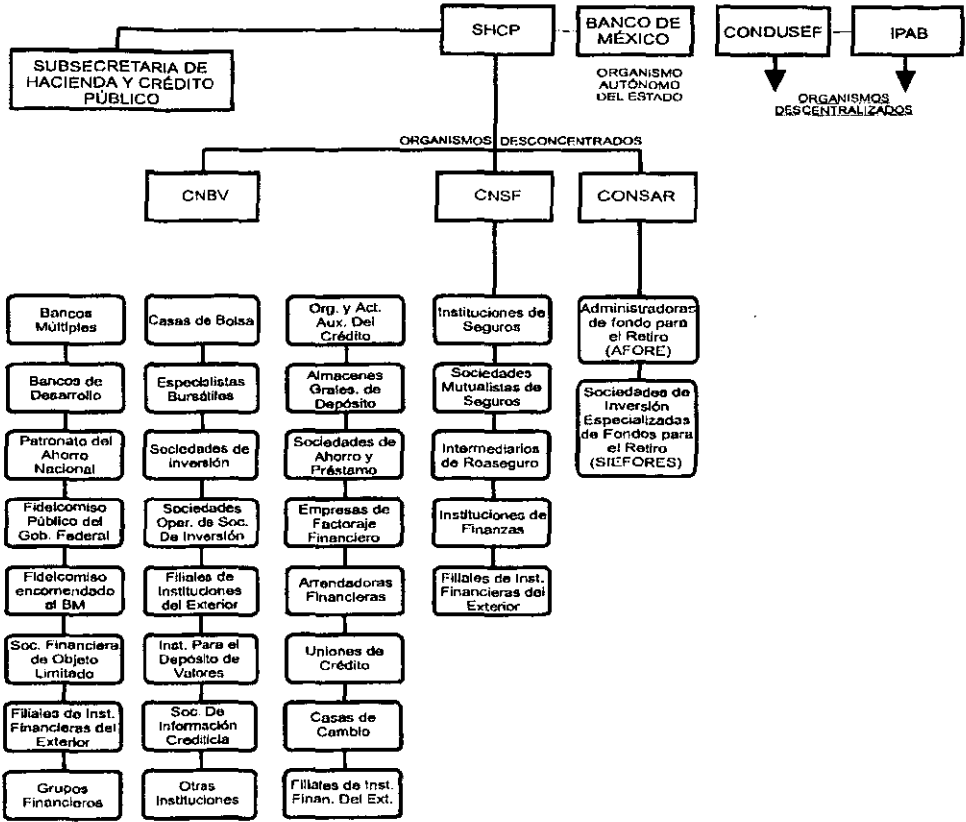 SHCP
BANCO DE
MÉXICO
CONDUSEF
IPAB
SUBSECRETARIA DE
HACIENDA Y CRÉDITO
PÚBLICO
ORGANISMO
AUTÓNOMO
DEL ESTADO
ORGANISMOS
DESCENTRALIZADOS
ORGANISMOS DESCONCENTRADOS
CNBV
CNSF
CONSAR
Bancos
Múltiples
Bancos de
Desarrollo
Patronato del
Ahorro
Nacional
Fideicomiso
Público del
Gob. Federal
Fideicomiso
encomendado
al BM
Soc. Financiera
de Objeto
Limitado
Filiales de Inst.
Financieras del
Exterior
Grupos
Financieros
Casas de Bolsa
Especialistas
Bursátiles
Sociedades de
inversión
Sociedades
Oper. de Soc.
De Inversión
Filiales de
Instituciones
del Exterior
Inst. Para el
Depósito de
Valores
Soc. De
Información
Crediticia
Otras
Instituciones
Org. y Act.
Aux. Del
Crédito
Almacenes
Grales. de
Depósito
Sociedades de
Ahorro y
Préstamo
Empresas de
Factoraje
Financiero
Arrendadoras
Financieras
Uniones de
Crédito
Casas de
Cambio
Filiales de Inst.
Finan. Del Ext.
Instituciones de
Seguros
Sociedades
Mutualistas de
Seguros
Intermediarios
de Roaseguro
Instituciones de
Finanzas
Filiales de Inst.
Financieras del
Exterior
Administradoras
de fondo para
el Retiro
(AFORE)
Sociedades de
Inversión
Especializadas
de Fondos para
el Retiro
(SIEFORES)